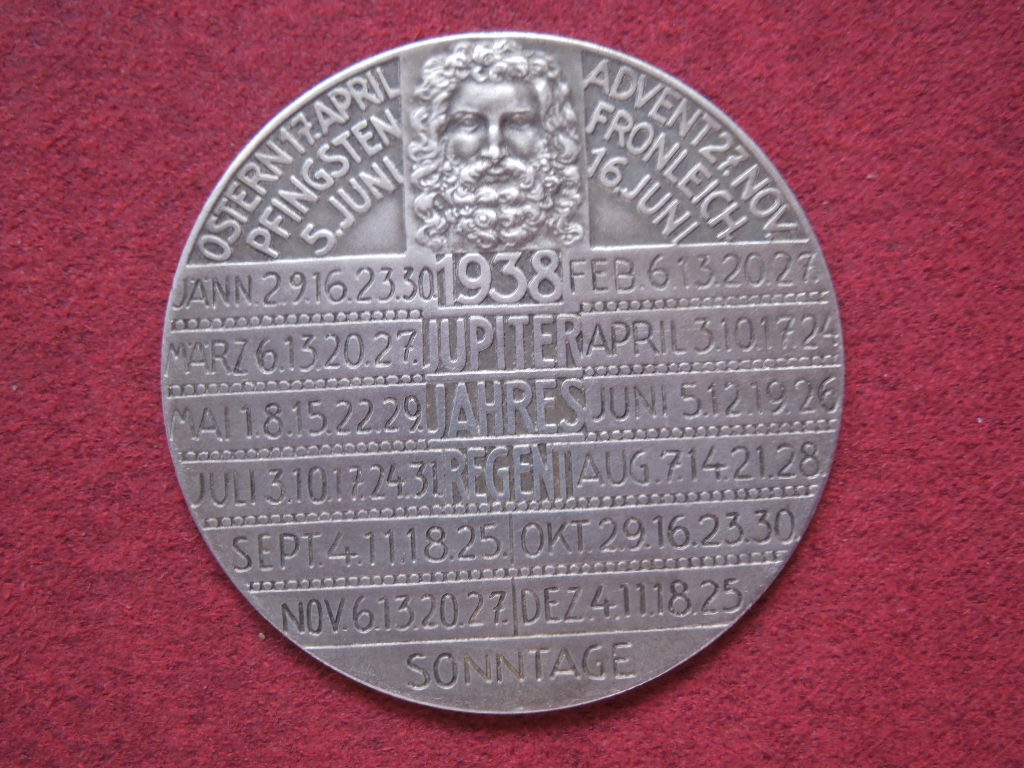 OSTERN 17. APRIL
PFINGSTEN
5. JUNI
ADVENT 27. NOV.
FRONLEICH.
16. JUNI
JANN. 2 9.16.23.30. 1938 FEB. 6.13.20.27.
MÄRZ 6.13.20.27. JUPITER APRIL 3.10.17.24
MAI 1.8.15.22.29. JAHRES JUNI 5.12.19.26
JULI 3.10.17.24.31. REGENT AUG. 7.14.21.28.
SEPT. 4.11.18.25. OKT. 2.9.16.23.30.
NOV. 6.13.20.27. DEZ. 4.11.18.25.
SONNTAGE